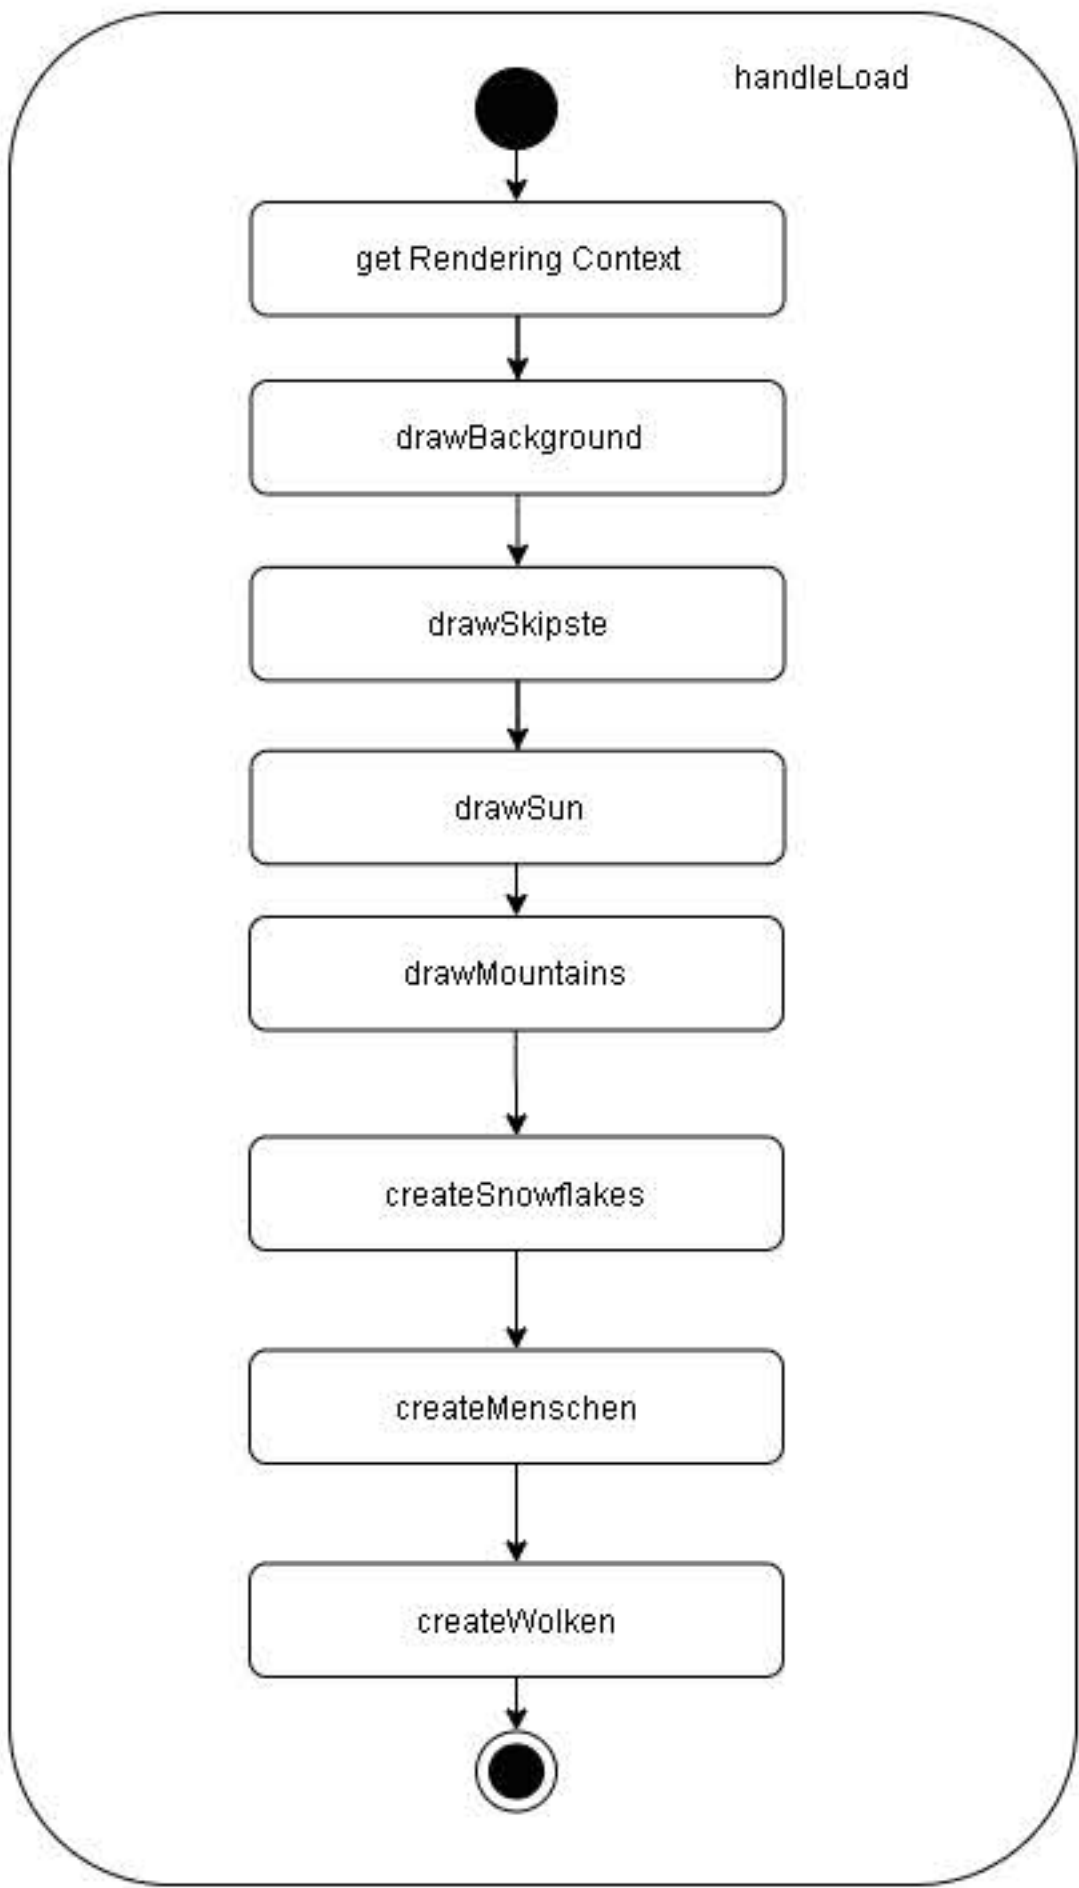 handleLoad
get Rendering Context
drawBackground
drawSkipste
drawSun
drawMountains
createSnowflakes
createMenschen
createWolken